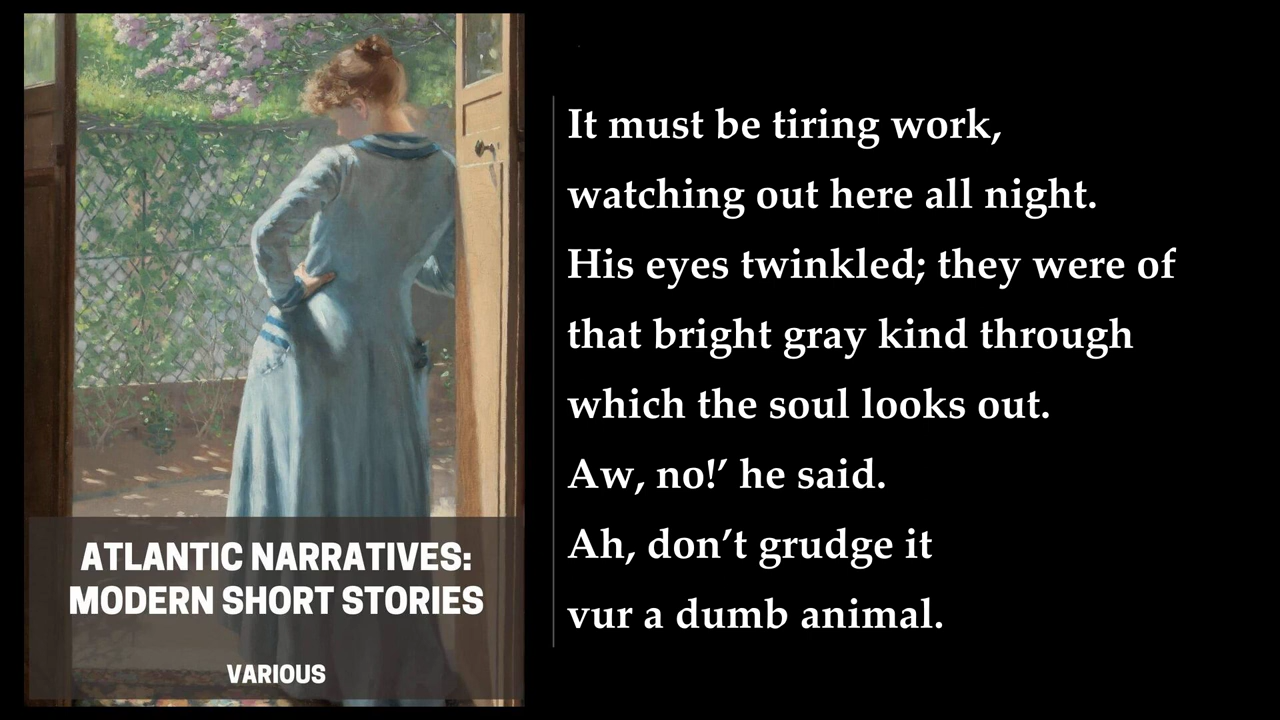 ATLANTIC NARRATIVES:
MODERN SHORT STORIES
VARIOUS
It must be tiring work,
watching out here all night.
His eyes twinkled; they were of
that bright gray kind through
which the soul looks out.
Aw, no!’ he said.
Ah, don’t grudge it
vur a dumb animal.